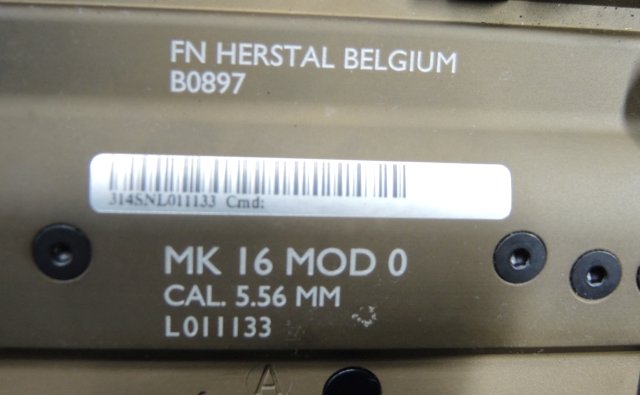 FN HERSTAL BELGIUM
B0897
314SNL011133 Cmd:
MK 16 MOD 0
CAL. 5.56 MM
L011133
A